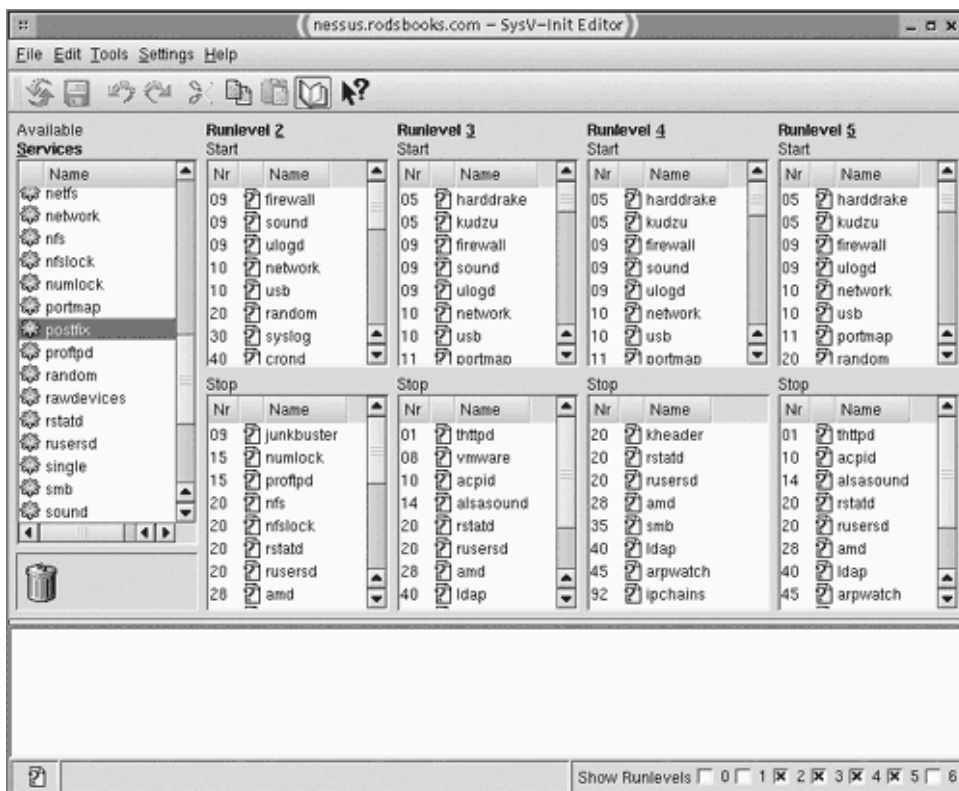 nessus.rodsbooks.com – SysV-Init Editor
File Edit Tools Settings Help
Available
Services
Name
netfs
network
nfs
nfslock
numlock
portmap
postfix
proftpd
random
rawdevices
rstatd
rusersd
single
smb
sound
Runlevel 2
Start
Nr Name
09 firewall
09 sound
09 ulogd
10 network
10 usb
20 random
30 syslog
40 crond
Stop
Nr Name
09 junkbuster
15 numlock
15 proftpd
20 nfs
20 nfslock
20 rstatd
20 rusersd
28 amd
Runlevel 3
Start
Nr Name
05 harddrake
05 kudzu
09 firewall
09 sound
09 ulogd
10 network
10 usb
11 portmap
Stop
Nr Name
01 thttpd
08 vmware
10 acpid
14 alsasound
20 rstatd
20 rusersd
28 amd
40 ldap
Runlevel 4
Start
Nr Name
05 harddrake
05 kudzu
09 firewall
09 sound
09 ulogd
10 network
10 usb
11 portmap
Stop
Nr Name
20 kheader
20 rstatd
20 rusersd
28 amd
35 smb
40 ldap
45 arpwatch
92 ipchains
Runlevel 5
Start
Nr Name
05 harddrake
05 kudzu
09 firewall
09 ulogd
10 network
10 usb
11 portmap
20 random
Stop
Nr Name
01 thttpd
10 acpid
14 alsasound
20 rstatd
20 rusersd
28 amd
40 ldap
45 arpwatch
Show Runlevels 0 1 2 3 4 5 6